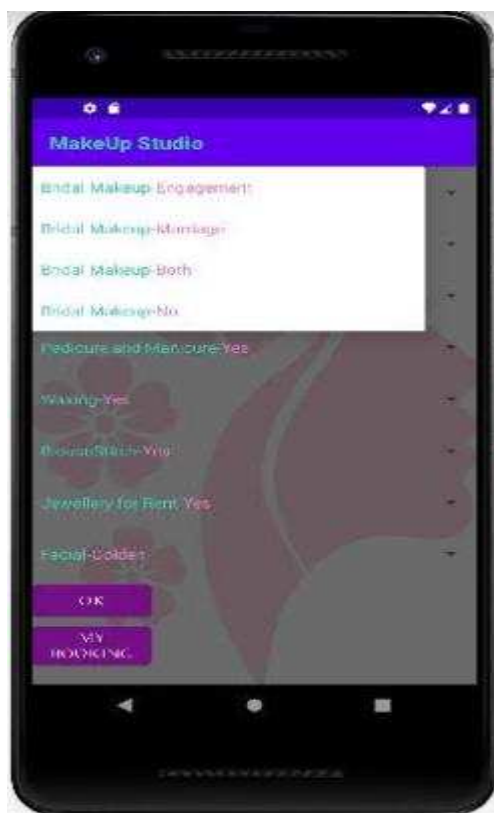 MakeUp Studio
Bridal Makeup-Engagement
Bridal Makeup-Marriage
Bridal Makeup-Both
Bridal Makeup-No
Pedicure and Manicure-Yes
Waxing-Yes
BlouseStitch-Yes
Jewellery for Rent-Yes
Facial-Golden
OK
MY
BOOKING